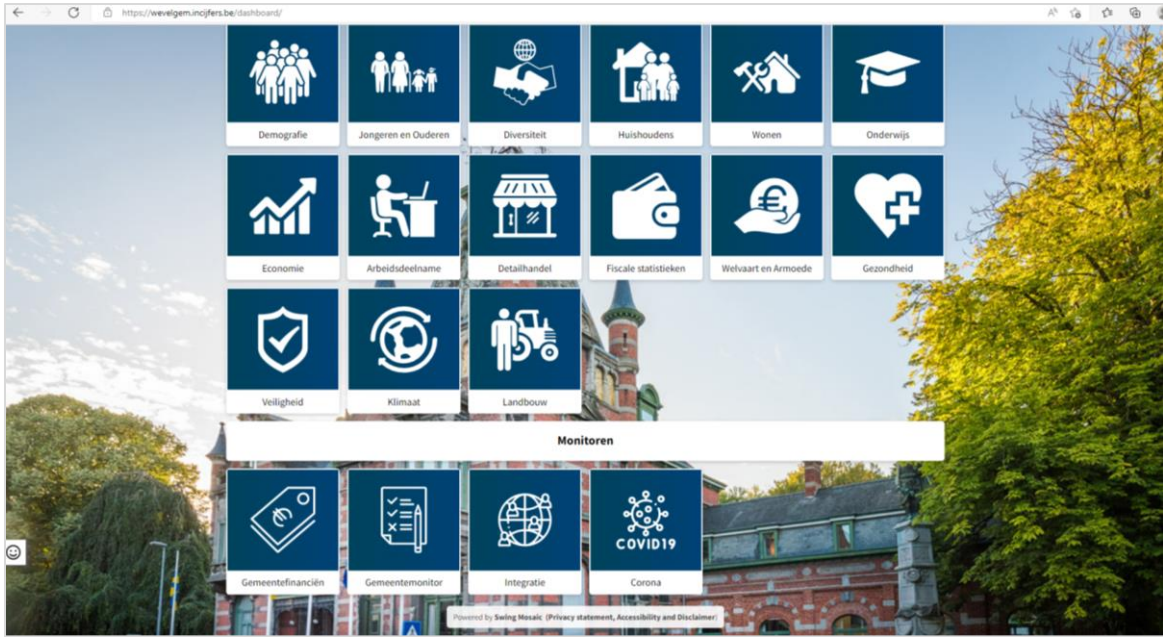 https://wevelgem.incijfers.be/dashboard/
Demografie
Jongeren en Ouderen
Diversiteit
Huishoudens
Wonen
Onderwijs
Economie
Arbeidsdeelname
Detailhandel
Fiscale statistieken
Welvaart en Armoede
Gezondheid
Veiligheid
Klimaat
Landbouw
Monitoren
COVID19
Gemeentefinanciën
Gemeentemonitor
Integratie
Corona
Powered by Swing Mosaic (Privacy statement, Accessibility and Disclaimer)